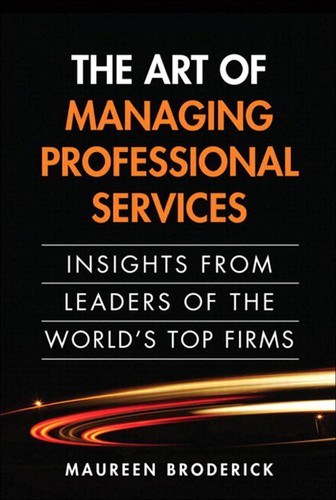 THE ART OF
MANAGING
PROFESSIONAL
SERVICES
INSIGHTS FROM
LEADERS OF THE
WORLD'S TOP FIRMS
MAUREEN BRODERICK